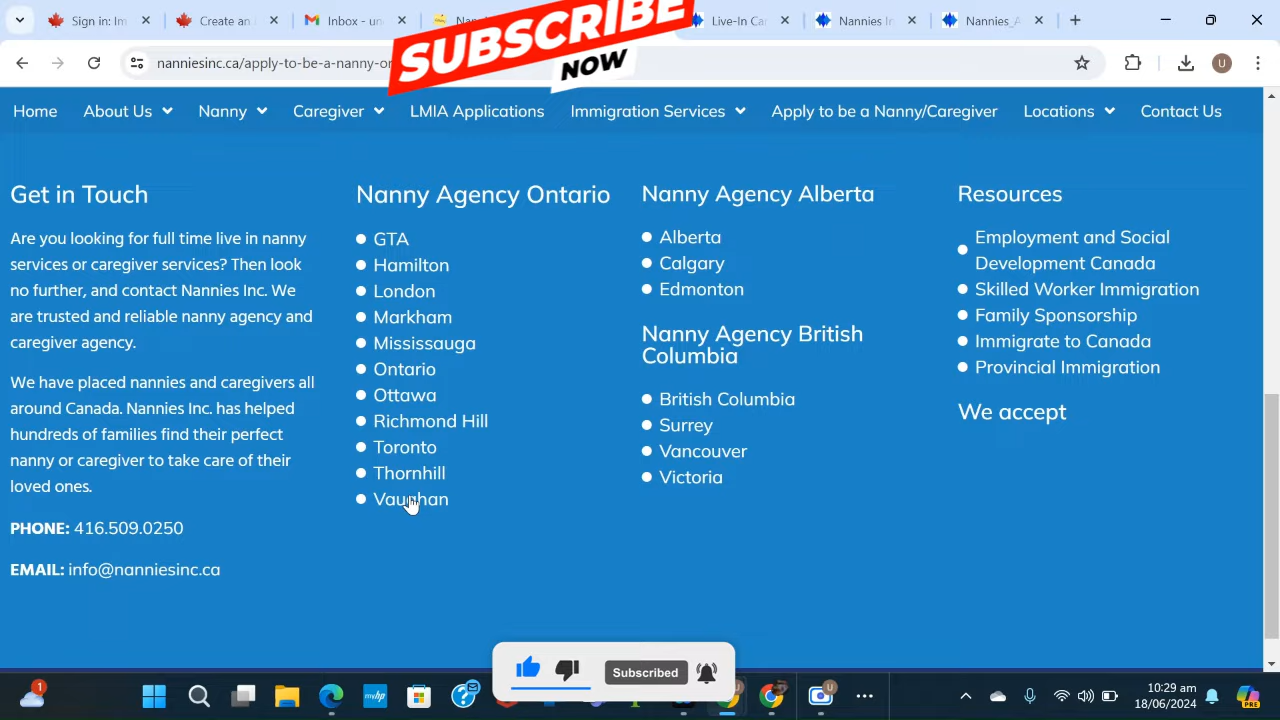 Sign in: Im
Create an
Inbox - un
Nan
Live-In Ca
Nannies In
Nannies_A
SUBSCRIBE
NOW
nanniesinc.ca/apply-to-be-a-nanny-or
Home
About Us
Nanny
Caregiver
LMIA Applications
Immigration Services
Apply to be a Nanny/Caregiver
Locations
Contact Us
Get in Touch
Are you looking for full time live in nanny
services or caregiver services? Then look
no further, and contact Nannies Inc. We
are trusted and reliable nanny agency and
caregiver agency.
We have placed nannies and caregivers all
around Canada. Nannies Inc. has helped
hundreds of families find their perfect
nanny or caregiver to take care of their
loved ones.
PHONE: 416.509.0250
EMAIL: info@nanniesinc.ca
Nanny Agency Ontario
GTA
Hamilton
London
Markham
Mississauga
Ontario
Ottawa
Richmond Hill
Toronto
Thornhill
Vaughan
Nanny Agency Alberta
Alberta
Calgary
Edmonton
Nanny Agency British
Columbia
British Columbia
Surrey
Vancouver
Victoria
Resources
Employment and Social
Development Canada
Skilled Worker Immigration
Family Sponsorship
Immigrate to Canada
Provincial Immigration
We accept
Subscribed
10:29 am
18/06/2024